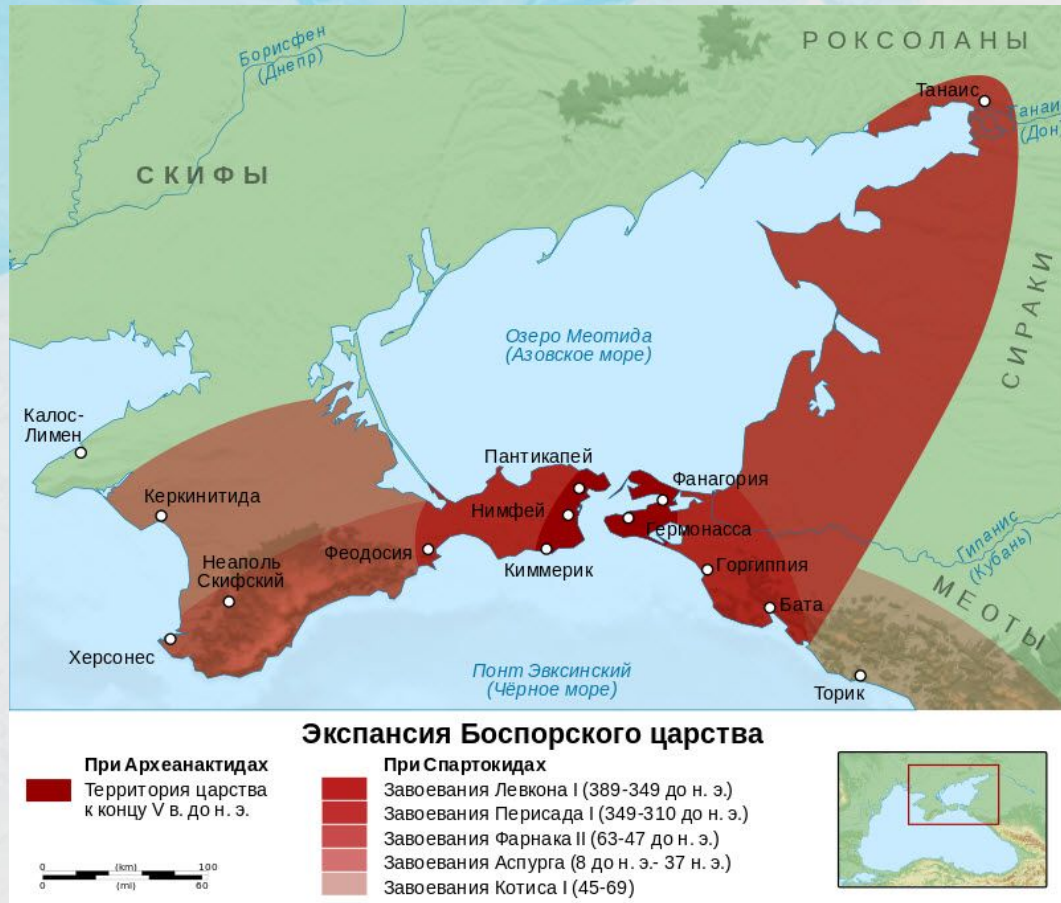 РОКСОЛАНЫ
Борисфен
(Днепр)
Танаис
Танаи
(Дон)
СКИФЫ
СИРАКИ
Озеро Меотида
(Азовское море)
Калос-
Лимен
Пантикапей
Керкинитида
Фанагория
Нимфей
Гермонасса
Неаполь
Скифский
Феодосия
Киммерик
Горгиппия
Гипанис
(Кубань)
МЕОТЫ
Бата
Херсонес
Понт Эвксинский
(Чёрное море)
Торик
Экспансия Боспорского царства
При Археанактидах
Территория царства
к концу V в. до н. э.
При Спартокидах
Завоевания Левкона I (389-349 до н. э.)
Завоевания Перисада I (349-310 до н. э.)
Завоевания Фарнака II (63-47 до н. э.)
Завоевания Аспурга (8 до н. э.- 37 н. э.)
Завоевания Котиса I (45-69)
0 (km) 100
0 (mi) 60